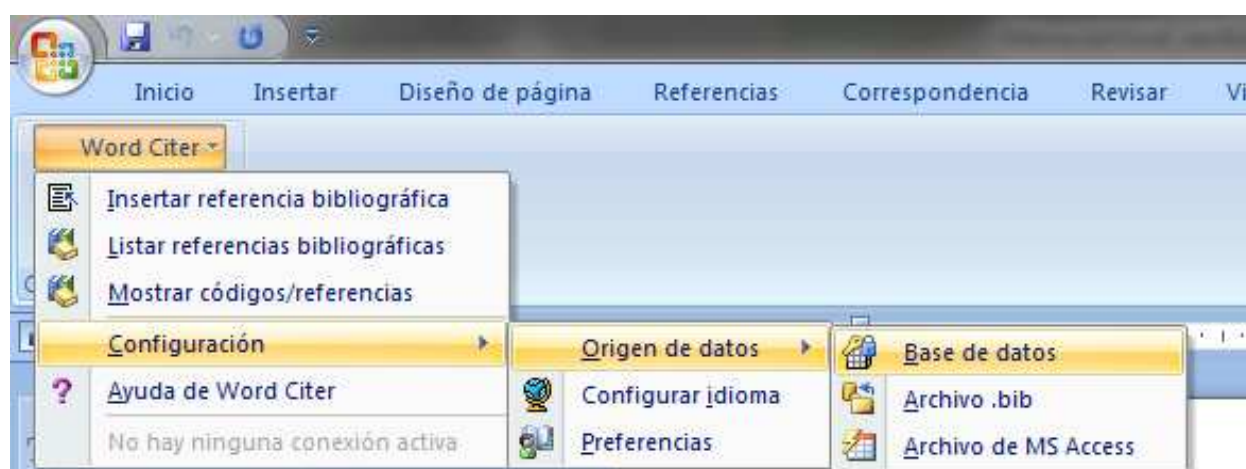 Inicio Insertar Diseño de página Referencias Correspondencia Revisar
Word Citer
Insertar referencia bibliográfica
Listar referencias bibliográficas
Mostrar códigos/referencias
Configuración
Ayuda de Word Citer
No hay ninguna conexión activa
Origen de datos
Configurar idioma
Preferencias
Base de datos
Archivo .bib
Archivo de MS Access